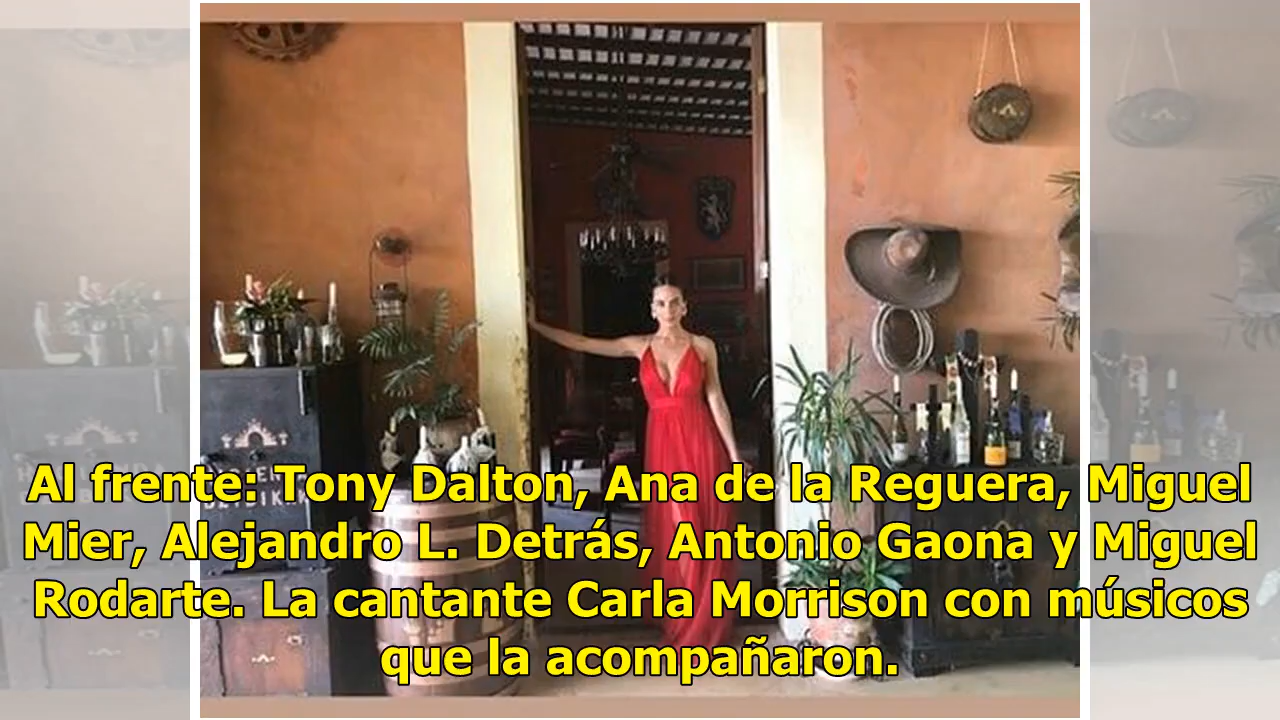 Al frente: Tony Dalton, Ana de la Reguera, Miguel
Mier, Alejandro L. Detrás, Antonio Gaona y Miguel
Rodarte. La cantante Carla Morrison con músicos
que la acompañaron.